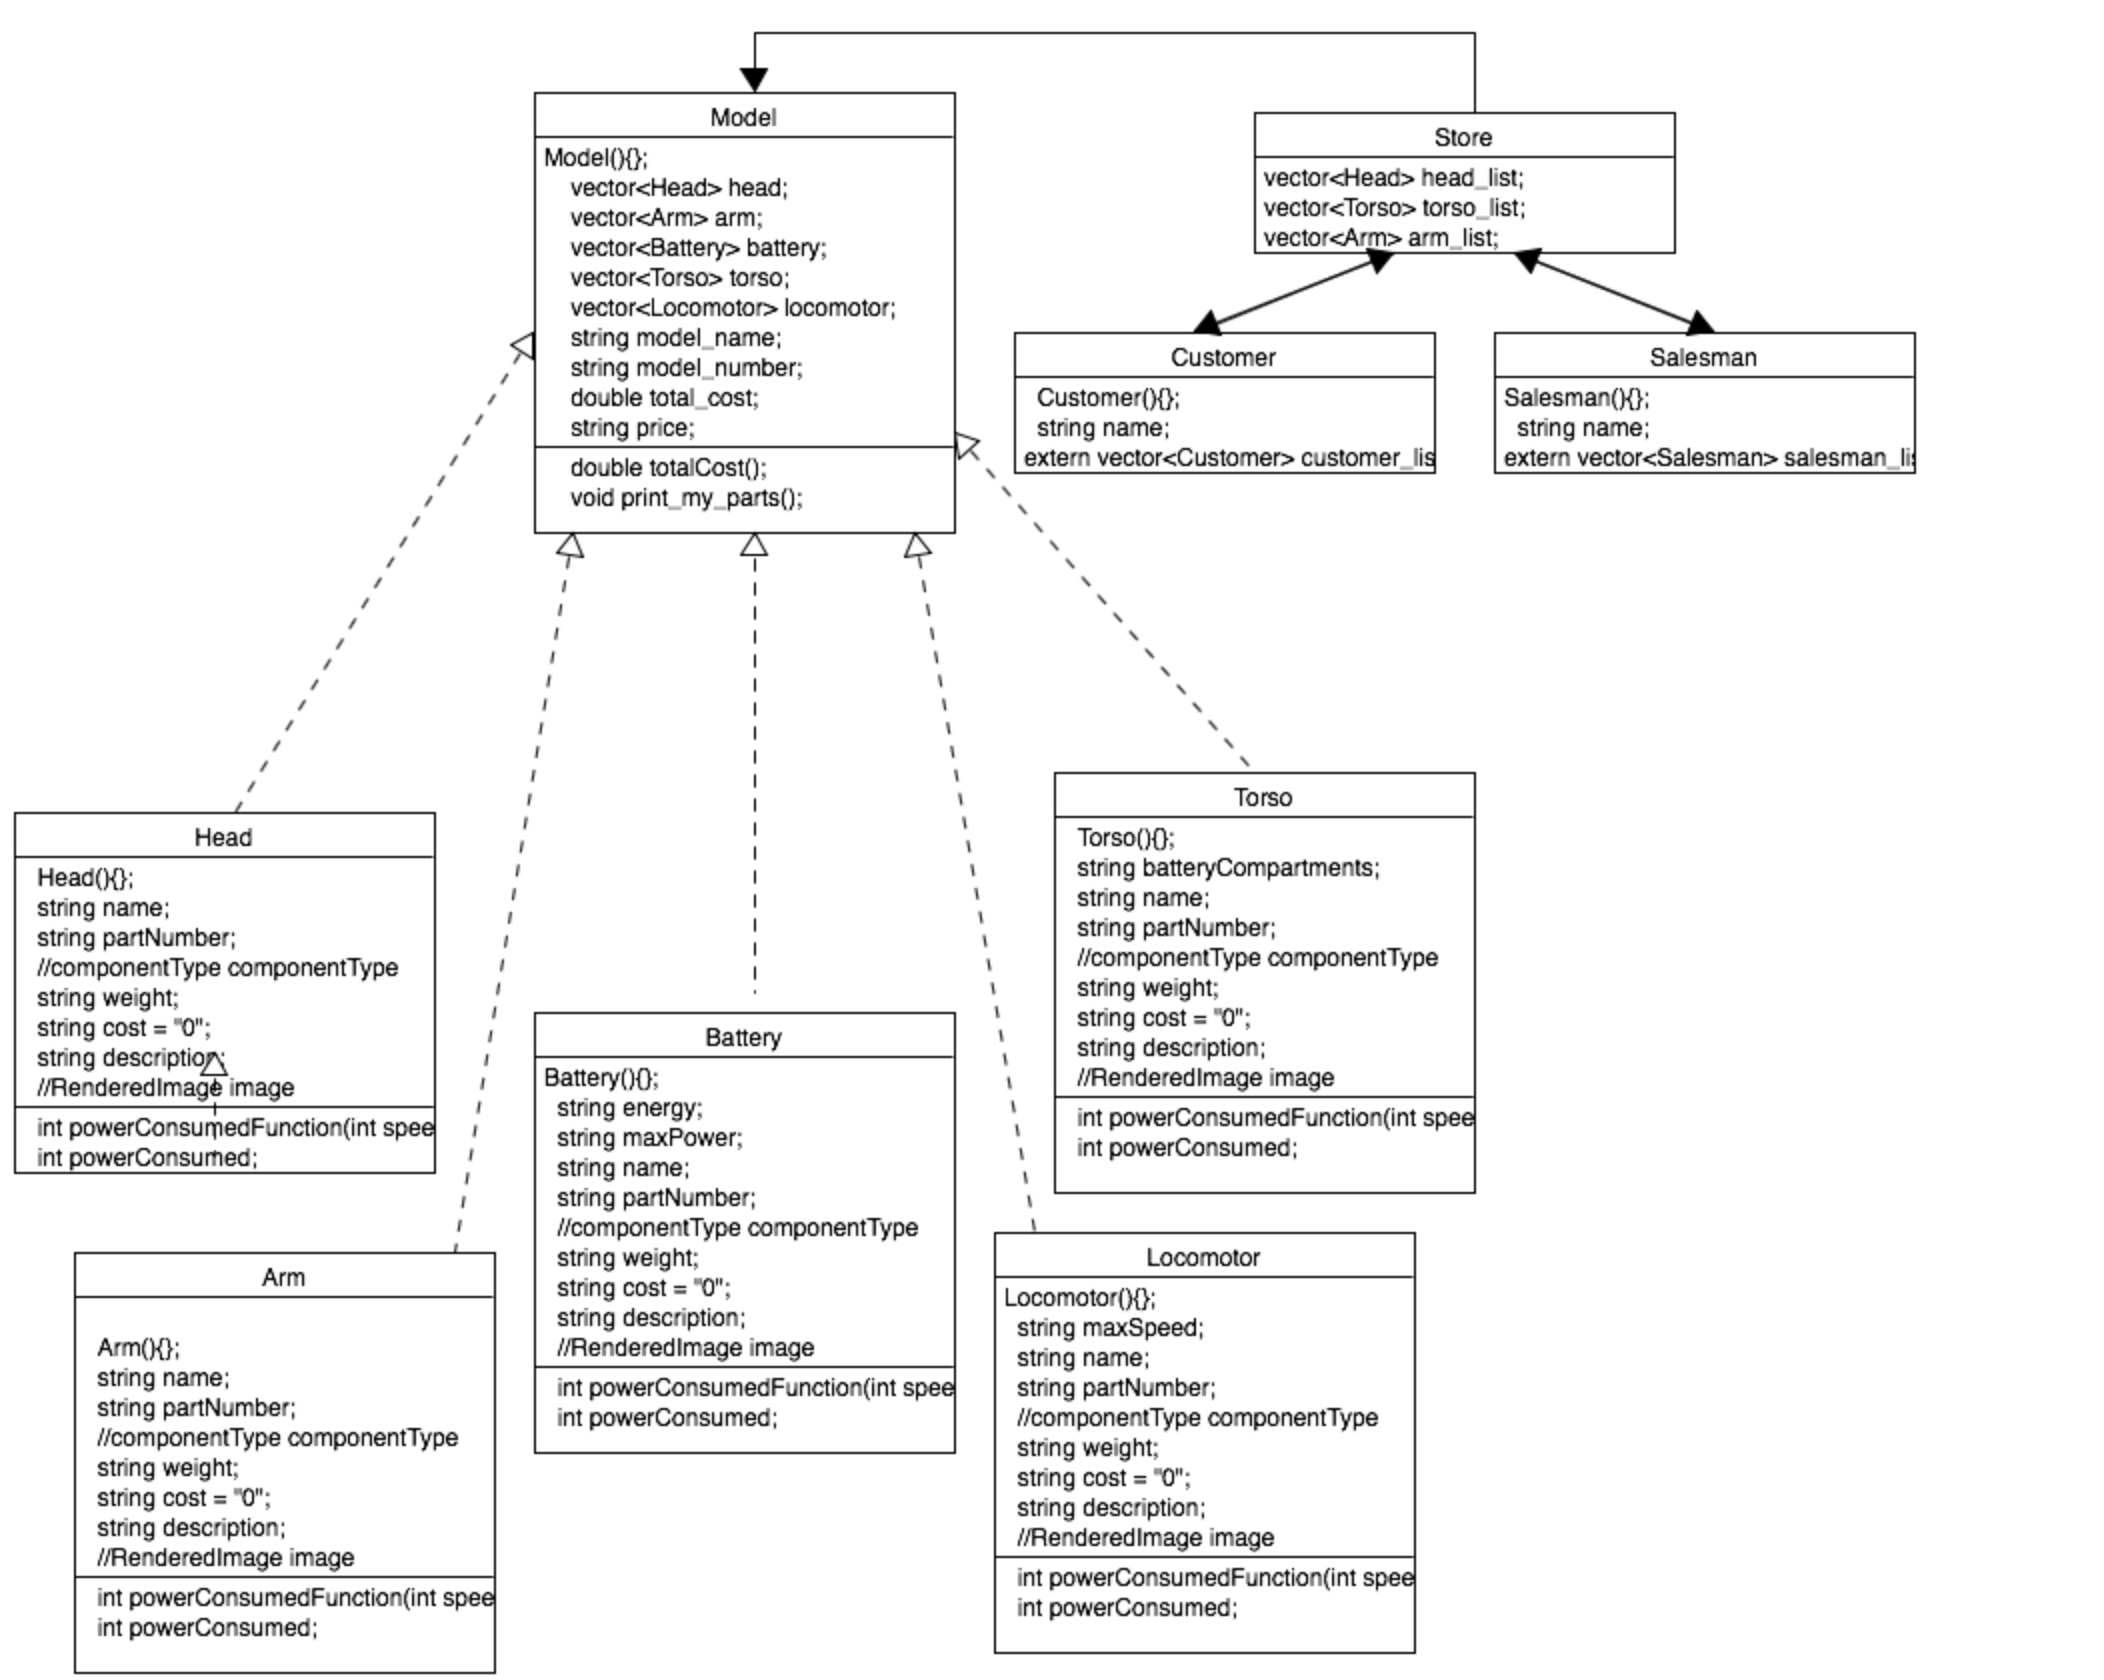 Model
Model(){};
vector<Head> head;
vector<Arm> arm;
vector<Battery> battery;
vector<Torso> torso;
vector<Locomotor> locomotor;
string model_name;
string model_number;
double total_cost;
string price;
double totalCost();
void print_my_parts();
Store
vector<Head> head_list;
vector<Torso> torso_list;
vector<Arm> arm_list;
Customer
Customer(){};
string name;
extern vector<Customer> customer_lis
Salesman
Salesman(){};
string name;
extern vector<Salesman> salesman_lis
Head
Head(){};
string name;
string partNumber;
//componentType componentType
string weight;
string cost = "0";
string description;
//RenderedImage image
int powerConsumedFunction(int spee
int powerConsumed;
Torso
Torso(){};
string batteryCompartments;
string name;
string partNumber;
//componentType componentType
string weight;
string cost = "0";
string description;
//RenderedImage image
int powerConsumedFunction(int spee
int powerConsumed;
Battery
Battery(){};
string energy;
string maxPower;
string name;
string partNumber;
//componentType componentType
string weight;
string cost = "0";
string description;
//RenderedImage image
int powerConsumedFunction(int spee
int powerConsumed;
Arm
Arm(){};
string name;
string partNumber;
//componentType componentType
string weight;
string cost = "0";
string description;
//RenderedImage image
int powerConsumedFunction(int spee
int powerConsumed;
Locomotor
Locomotor(){};
string maxSpeed;
string name;
string partNumber;
//componentType componentType
string weight;
string cost = "0";
string description;
//RenderedImage image
int powerConsumedFunction(int spee
int powerConsumed;